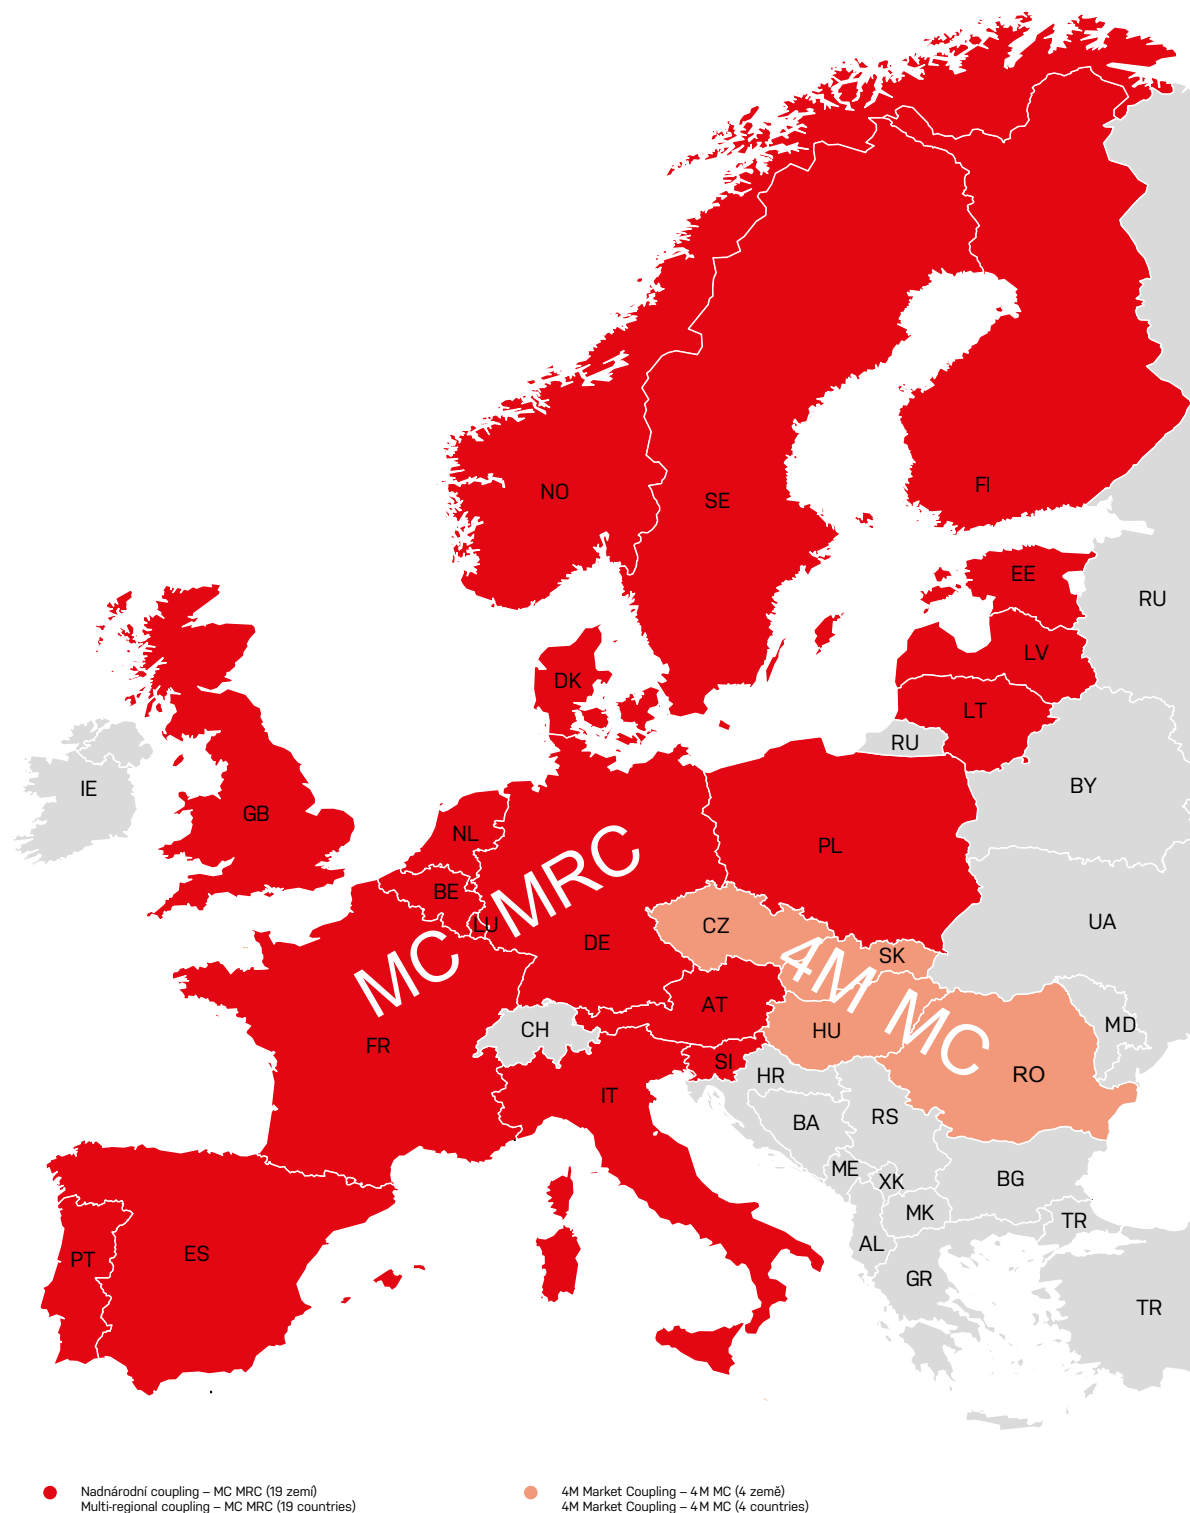 NO
SE
FI
EE
RU
LV
DK
LT
RU
IE
BY
GB
NL
PL
MC MRC
BE
LU
CZ
UA
DE
SK
4M MC
AT
MD
CH
HU
FR
SI
HR
RO
IT
BA
RS
ME
XK
BG
MK
TR
AL
PT
ES
GR
TR
Nadnárodní coupling – MC MRC (19 zemí)
Multi-regional coupling – MC MRC (19 countries)
4M Market Coupling – 4M MC (4 země)
4M Market Coupling – 4M MC (4 countries)